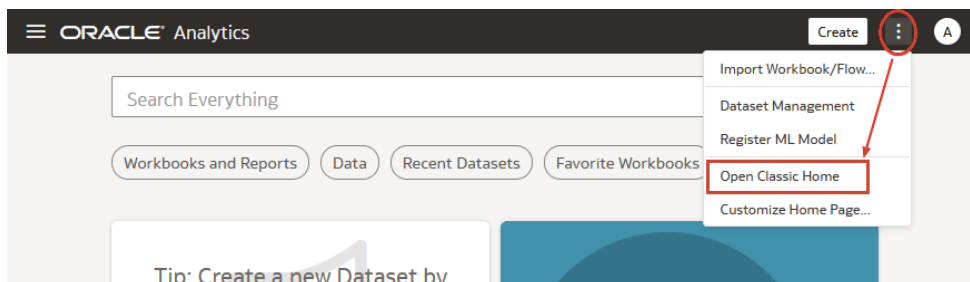 ORACLE Analytics
Create
A
Import Workbook/Flow...
Search Everything
Dataset Management
Register ML Model
Workbooks and Reports
Data
Recent Datasets
Favorite Workbooks
Open Classic Home
Customize Home Page...
1
Tip: Create a new Dataset by